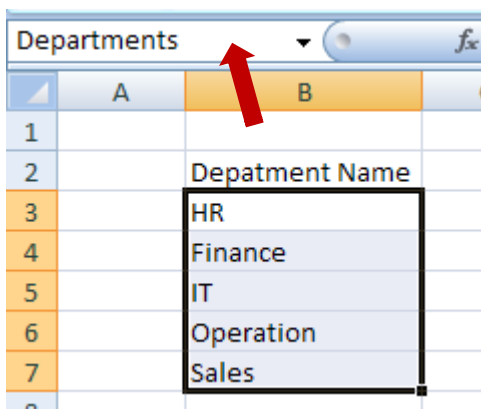 Departments fx
A B
1
2 Depatment Name
3 HR
4 Finance
5 IT
6 Operation
7 Sales